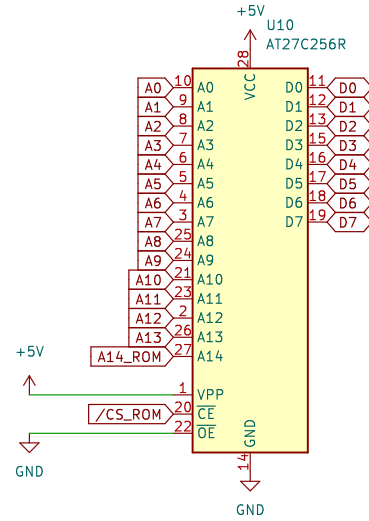 +5V
U10
AT27C256R
28
VCC
A0 10 A0 D0 11 D0
A1 9 A1 D1 12 D1
A2 8 A2 D2 13 D2
A3 7 A3 D3 15 D3
A4 6 A4 D4 16 D4
A5 5 A5 D5 17 D5
A6 4 A6 D6 18 D6
A7 3 A7 D7 19 D7
A8 25 A8
A9 24 A9
A10 21 A10
A11 23 A11
A12 2 A12
A13 26 A13
A14_ROM 27 A14
+5V
1 VPP
/CS_ROM 20 CE
22 OE
GND
GND
14
GND